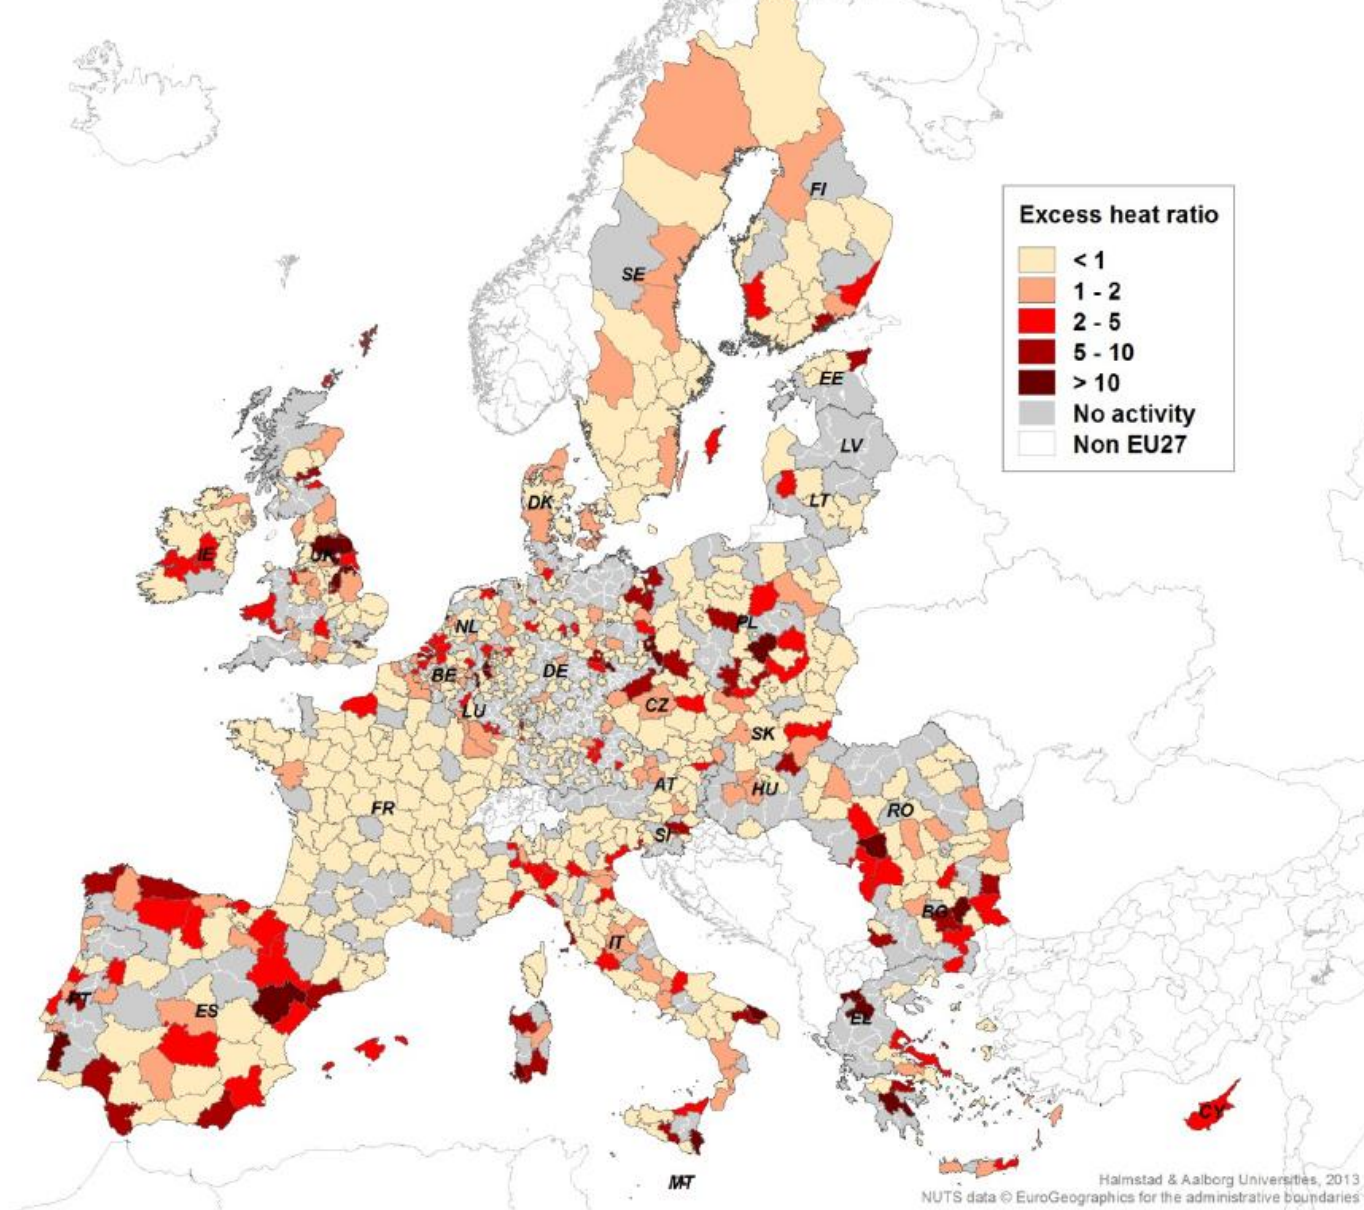 FI
SE
Excess heat ratio
< 1
1 - 2
2 - 5
5 - 10
> 10
No activity
Non EU27
EE
LV
LT
DK
IE
UK
NL
PL
BE
DE
LU
CZ
SK
AT
HU
FR
RO
SI
BG
IT
PT
ES
EL
CY
MT
Halmstad & Aalborg Universities, 2013
NUTS data © EuroGeographics for the administrative boundaries